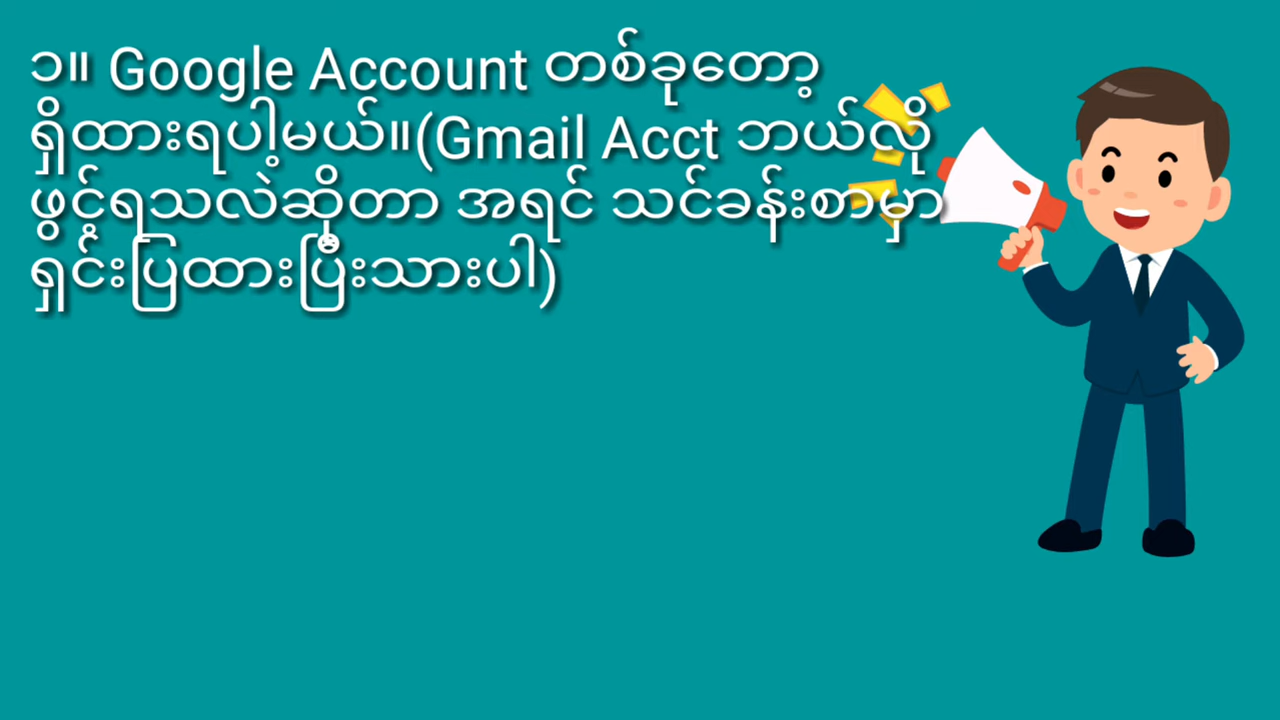 ၁။ Google Account တစ်ခုတော့
ရှိထားရပါ့မယ်။(Gmail Acct ဘယ်လို
ဖွင့်ရသလဲဆိုတာ အရင် သင်ခန်းစာမှာ
ရှင်းပြထားပြီးသားပါ)